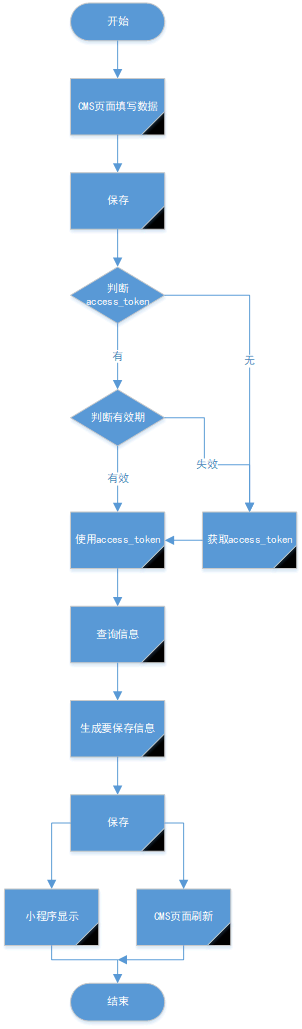 开始
CMS页面填写数据
保存
判断
access_token
有
无
判断有效期
失效
有效
使用access_token
获取access_token
查询信息
生成要保存信息
保存
小程序显示
CMS页面刷新
结束